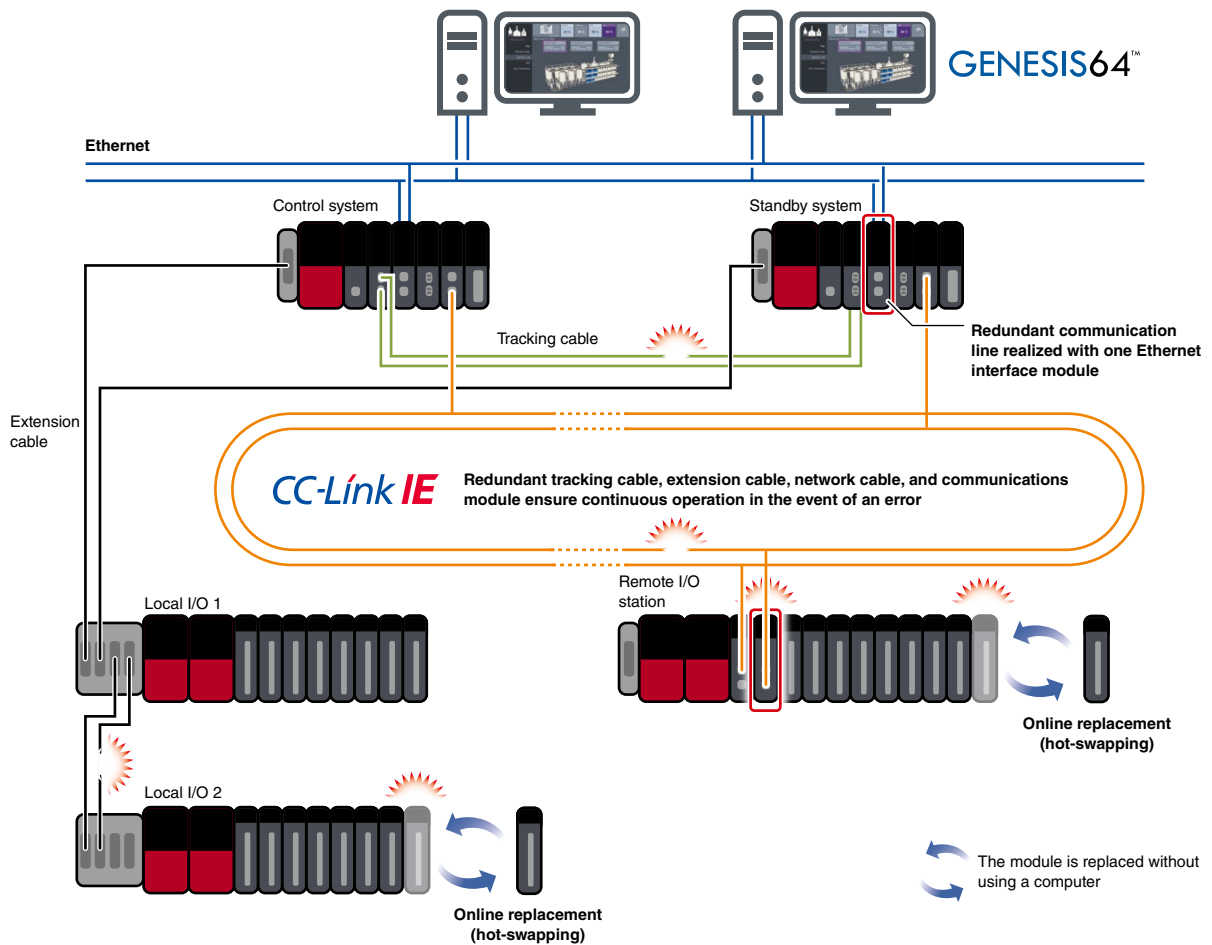 GENESIS64™
Ethernet
Control system
Standby system
Tracking cable
Redundant communication
line realized with one Ethernet
interface module
Extension
cable
CC-Línk IE
Redundant tracking cable, extension cable, network cable, and communications
module ensure continuous operation in the event of an error
Remote I/O
station
Local I/O 1
Online replacement
(hot-swapping)
Local I/O 2
The module is replaced without
using a computer
Online replacement
(hot-swapping)